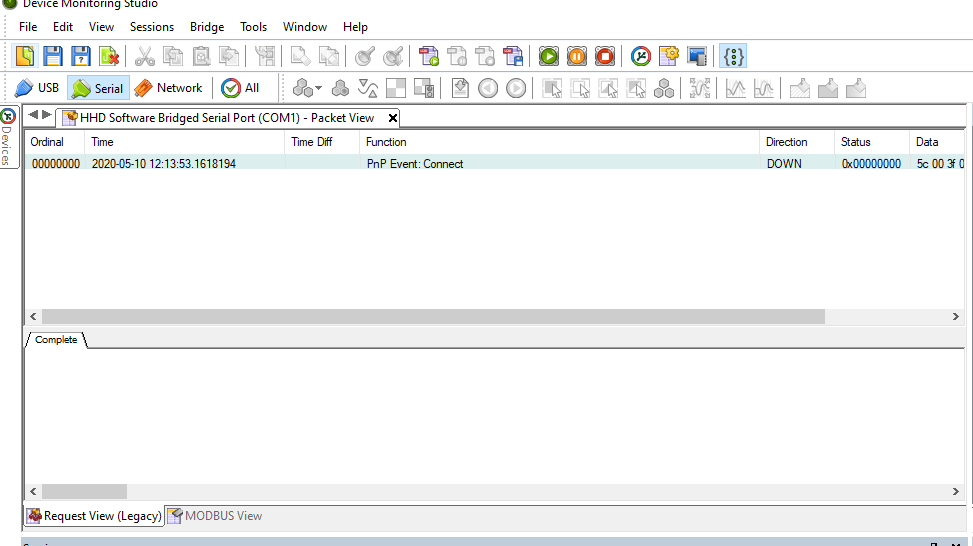 Device Monitoring Studio
File Edit View Sessions Bridge Tools Window Help
USB Serial Network All
Devices
HHD Software Bridged Serial Port (COM1) - Packet View
Ordinal Time Time Diff Function Direction Status Data
00000000 2020-05-10 12:13:53.1618194 PnP Event: Connect DOWN 0x00000000 5c 00 3f 0
Complete
Request View (Legacy) MODBUS View